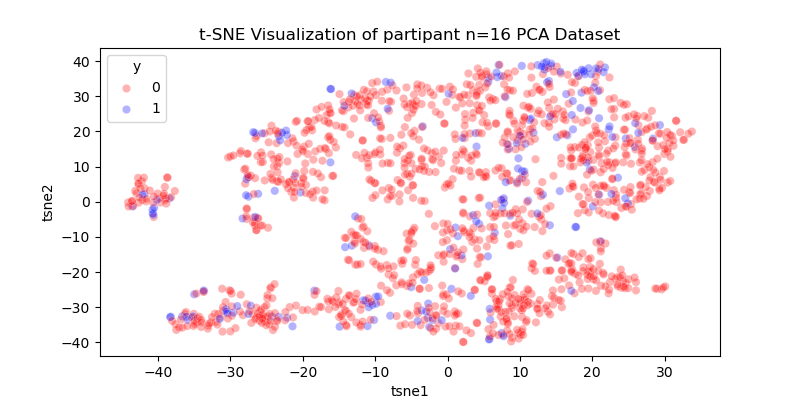 t-SNE Visualization of partipant n=16 PCA Dataset
y
0
1
tsne2
40
30
20
10
0
−10
−20
−30
−40
−40 −30 −20 −10 0 10 20 30
tsne1